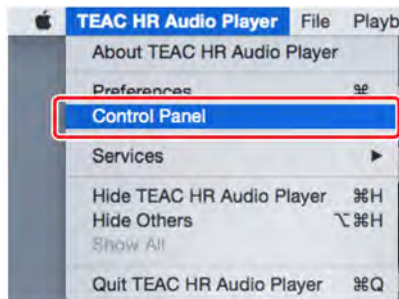 TEAC HR Audio Player File Playb
About TEAC HR Audio Player
Preferences ⌘
Control Panel
Services ▶
Hide TEAC HR Audio Player ⌘H
Hide Others ⌥⌘H
Show All
Quit TEAC HR Audio Player ⌘Q